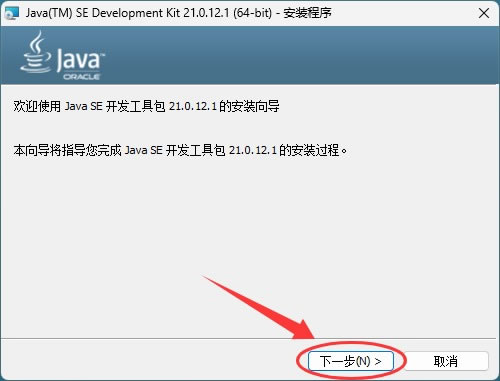 Java(TM) SE Development Kit 21.0.12.1 (64-bit) - 安装程序
Java
ORACLE
欢迎使用 Java SE 开发工具包 21.0.12.1 的安装向导
本向导将指导您完成 Java SE 开发工具包 21.0.12.1 的安装过程。
下一步(N) >
取消